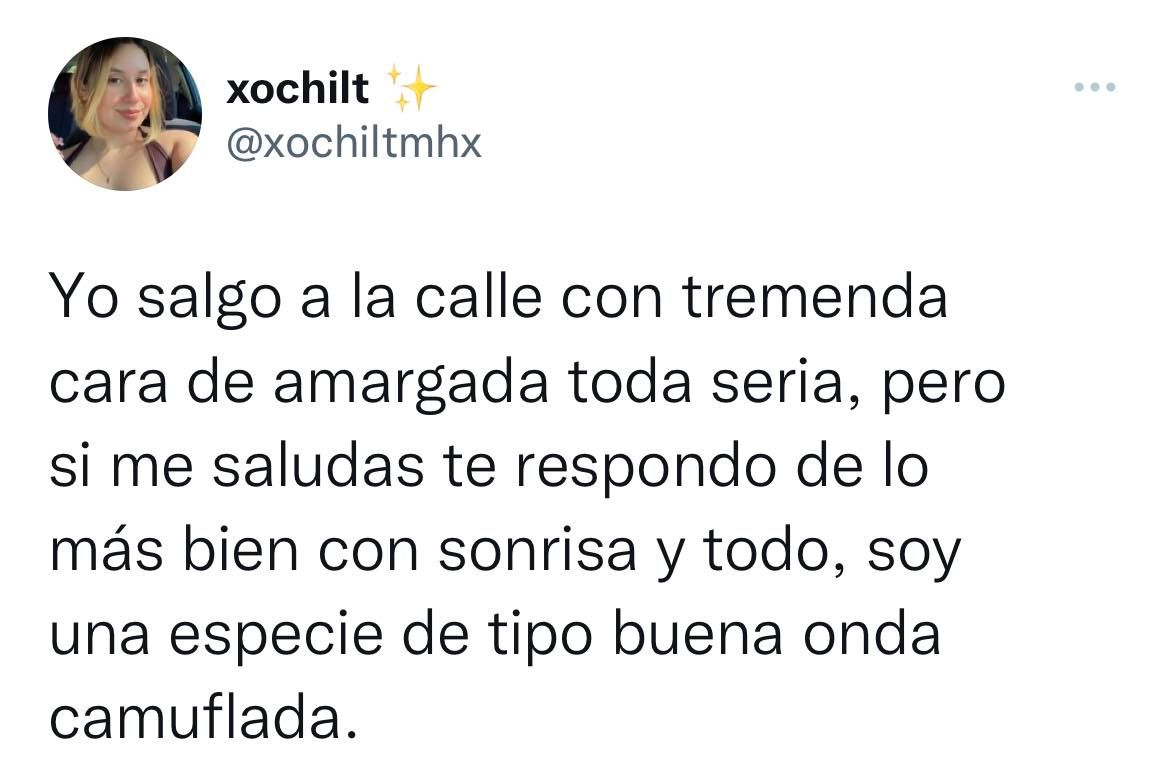 xochilt ✨
@xochiltmhx
Yo salgo a la calle con tremenda
cara de amargada toda seria, pero
si me saludas te respondo de lo
más bien con sonrisa y todo, soy
una especie de tipo buena onda
camuflada.